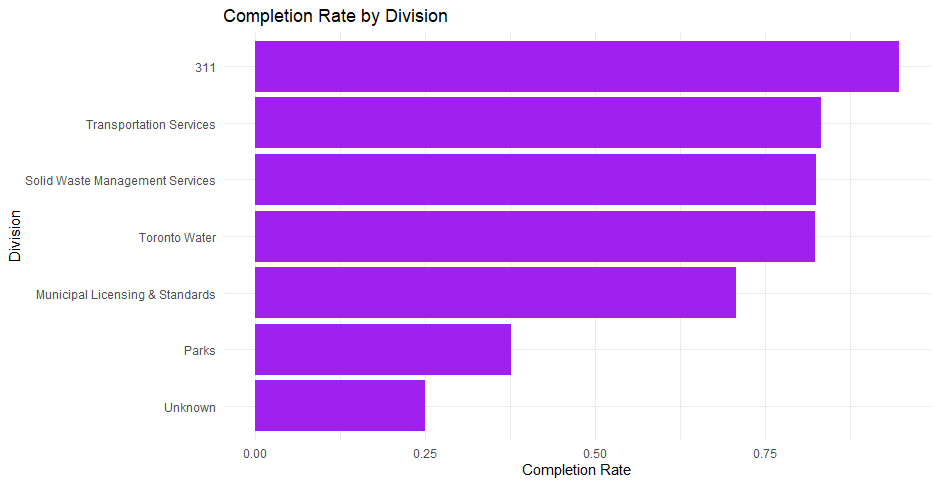 Completion Rate by Division
Division
311
Transportation Services
Solid Waste Management Services
Toronto Water
Municipal Licensing & Standards
Parks
Unknown
0.00 0.25 0.50 0.75
Completion Rate